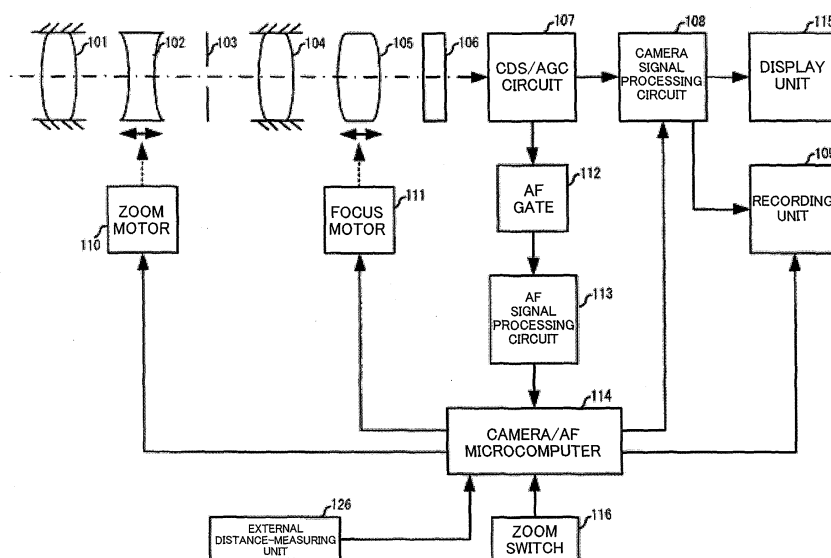 107
108
115
101
102
103
104
105
106
CDS/AGC
CIRCUIT
CAMERA
SIGNAL
PROCESSING
CIRCUIT
DISPLAY
UNIT
109
112
111
AF
GATE
RECORDING
UNIT
ZOOM
MOTOR
FOCUS
MOTOR
110
113
AF
SIGNAL
PROCESSING
CIRCUIT
114
CAMERA/AF
MICROCOMPUTER
126
116
EXTERNAL
DISTANCE-MEASURING
UNIT
ZOOM
SWITCH